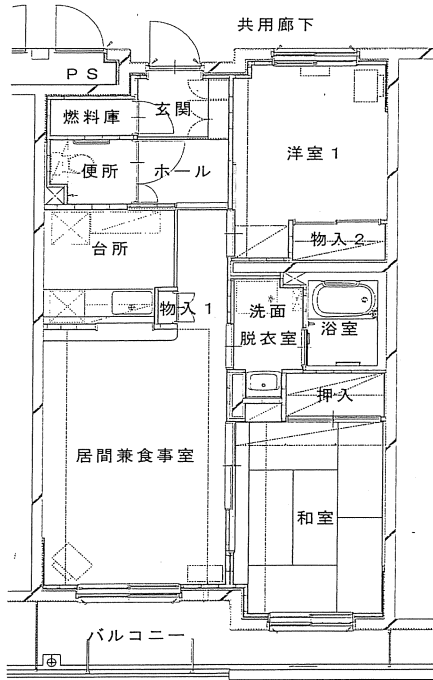 共用廊下
PS
燃料庫
玄関
洋室1
便所
ホール
物入2
台所
物入1
洗面
脱衣室
浴室
押入
居間兼食事室
和室
バルコニー